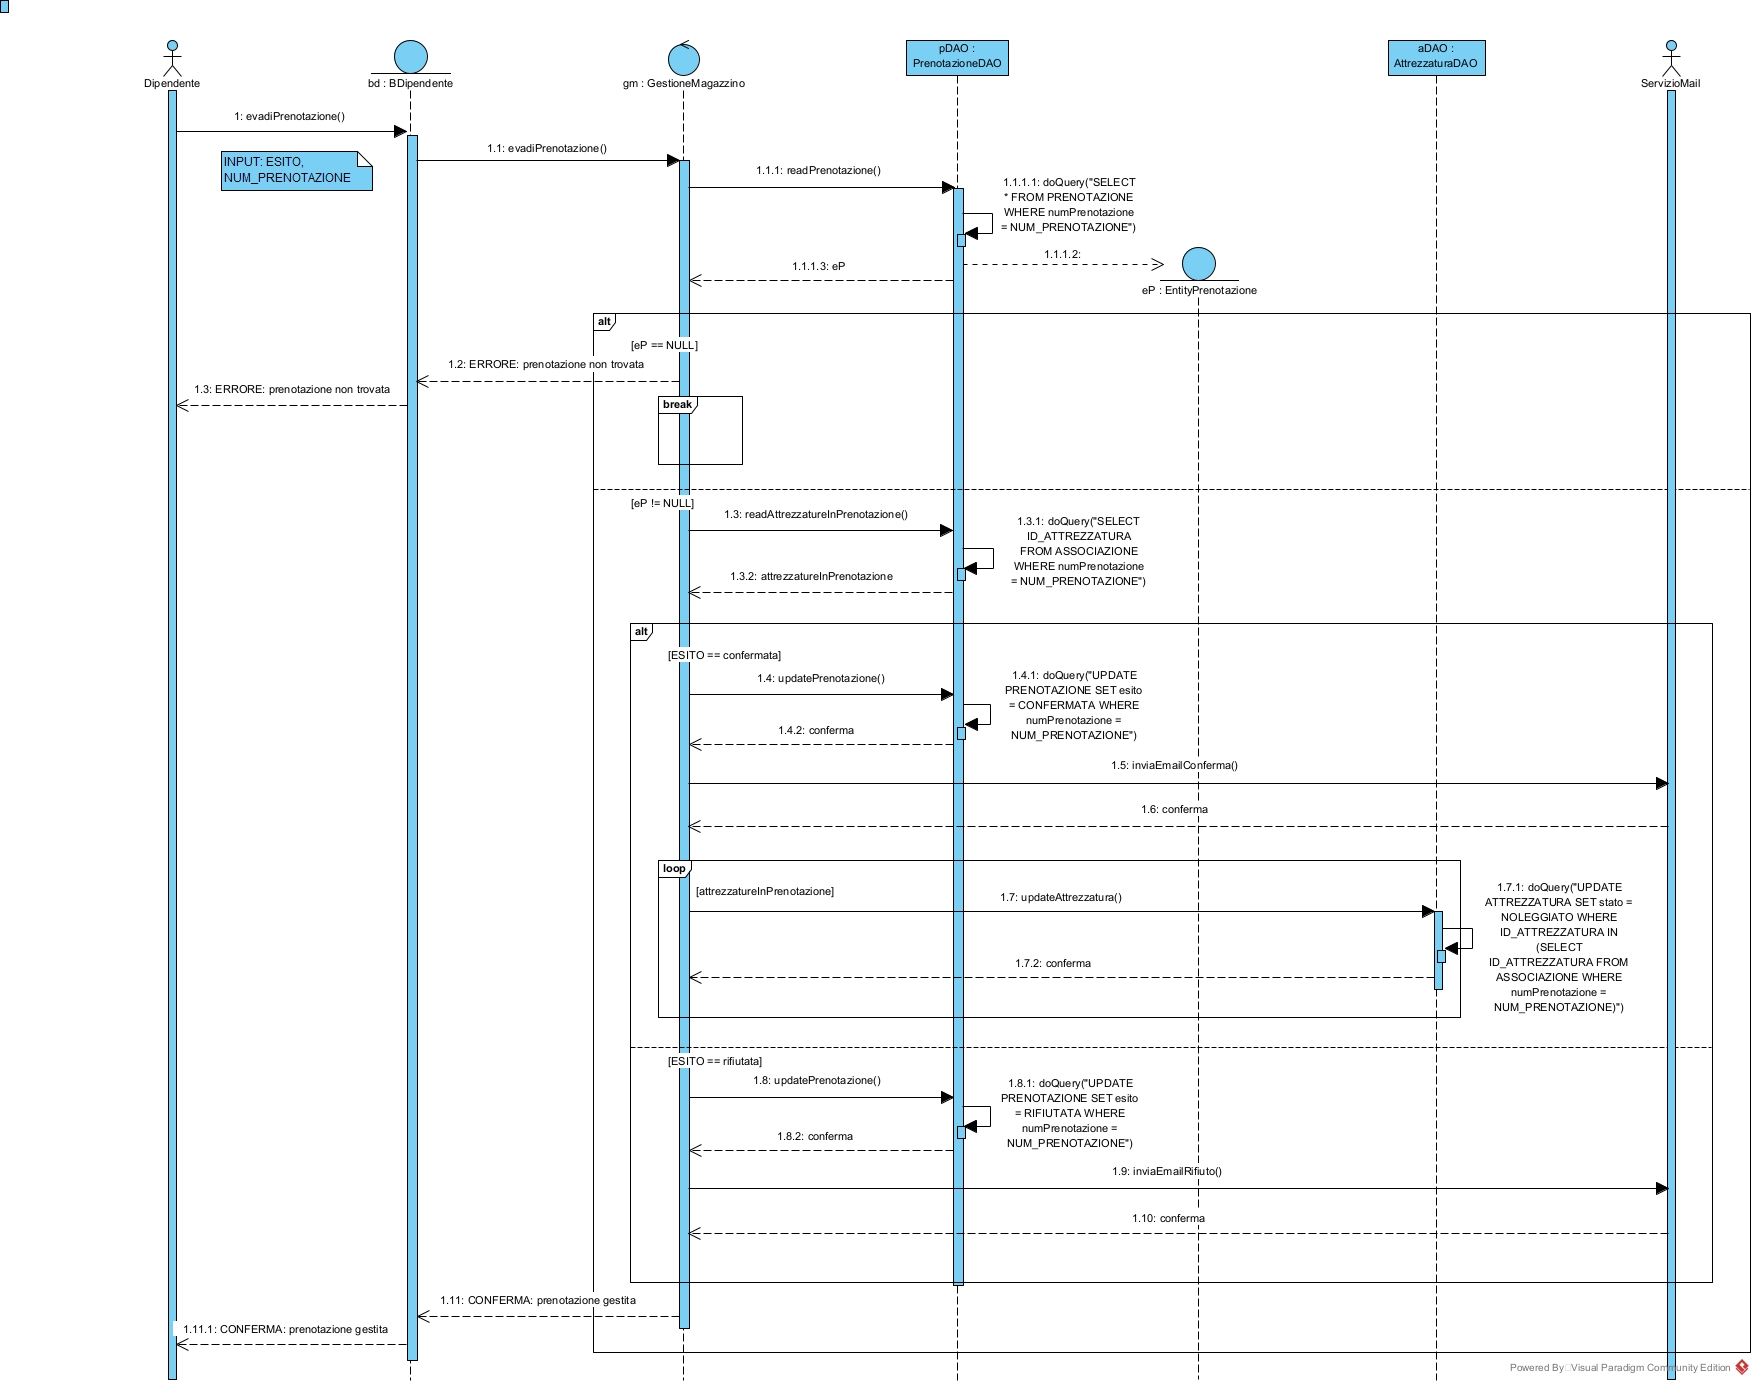 Dipendente
bd : BDipendente
gm : GestioneMagazzino
pDAO :
PrenotazioneDAO
aDAO :
AttrezzaturaDAO
ServizioMail
1: evadiPrenotazione()
INPUT: ESITO,
NUM_PRENOTAZIONE
1.1: evadiPrenotazione()
1.1.1: readPrenotazione()
1.1.1.1: doQuery("SELECT
* FROM PRENOTAZIONE
WHERE numPrenotazione
= NUM_PRENOTAZIONE")
1.1.1.2:
1.1.1.3: eP
eP : EntityPrenotazione
alt
[eP == NULL]
1.2: ERRORE: prenotazione non trovata
1.3: ERRORE: prenotazione non trovata
break
[eP != NULL]
1.3: readAttrezzatureInPrenotazione()
1.3.1: doQuery("SELECT
ID_ATTREZZATURA
FROM ASSOCIAZIONE
WHERE numPrenotazione
= NUM_PRENOTAZIONE")
1.3.2: attrezzatureInPrenotazione
alt
[ESITO == confermata]
1.4: updatePrenotazione()
1.4.1: doQuery("UPDATE
PRENOTAZIONE SET esito
= CONFERMATA WHERE
numPrenotazione =
NUM_PRENOTAZIONE")
1.4.2: conferma
1.5: inviaEmailConferma()
1.6: conferma
loop
[attrezzatureInPrenotazione]
1.7: updateAttrezzatura()
1.7.1: doQuery("UPDATE
ATTREZZATURA SET stato =
NOLEGGIATO WHERE
ID_ATTREZZATURA IN
(SELECT
ID_ATTREZZATURA FROM
ASSOCIAZIONE WHERE
numPrenotazione =
NUM_PRENOTAZIONE)")
1.7.2: conferma
[ESITO == rifiutata]
1.8: updatePrenotazione()
1.8.1: doQuery("UPDATE
PRENOTAZIONE SET esito
= RIFIUTATA WHERE
numPrenotazione =
NUM_PRENOTAZIONE")
1.8.2: conferma
1.9: inviaEmailRifiuto()
1.10: conferma
1.11: CONFERMA: prenotazione gestita
1.11.1: CONFERMA: prenotazione gestita
Powered By Visual Paradigm Community Edition